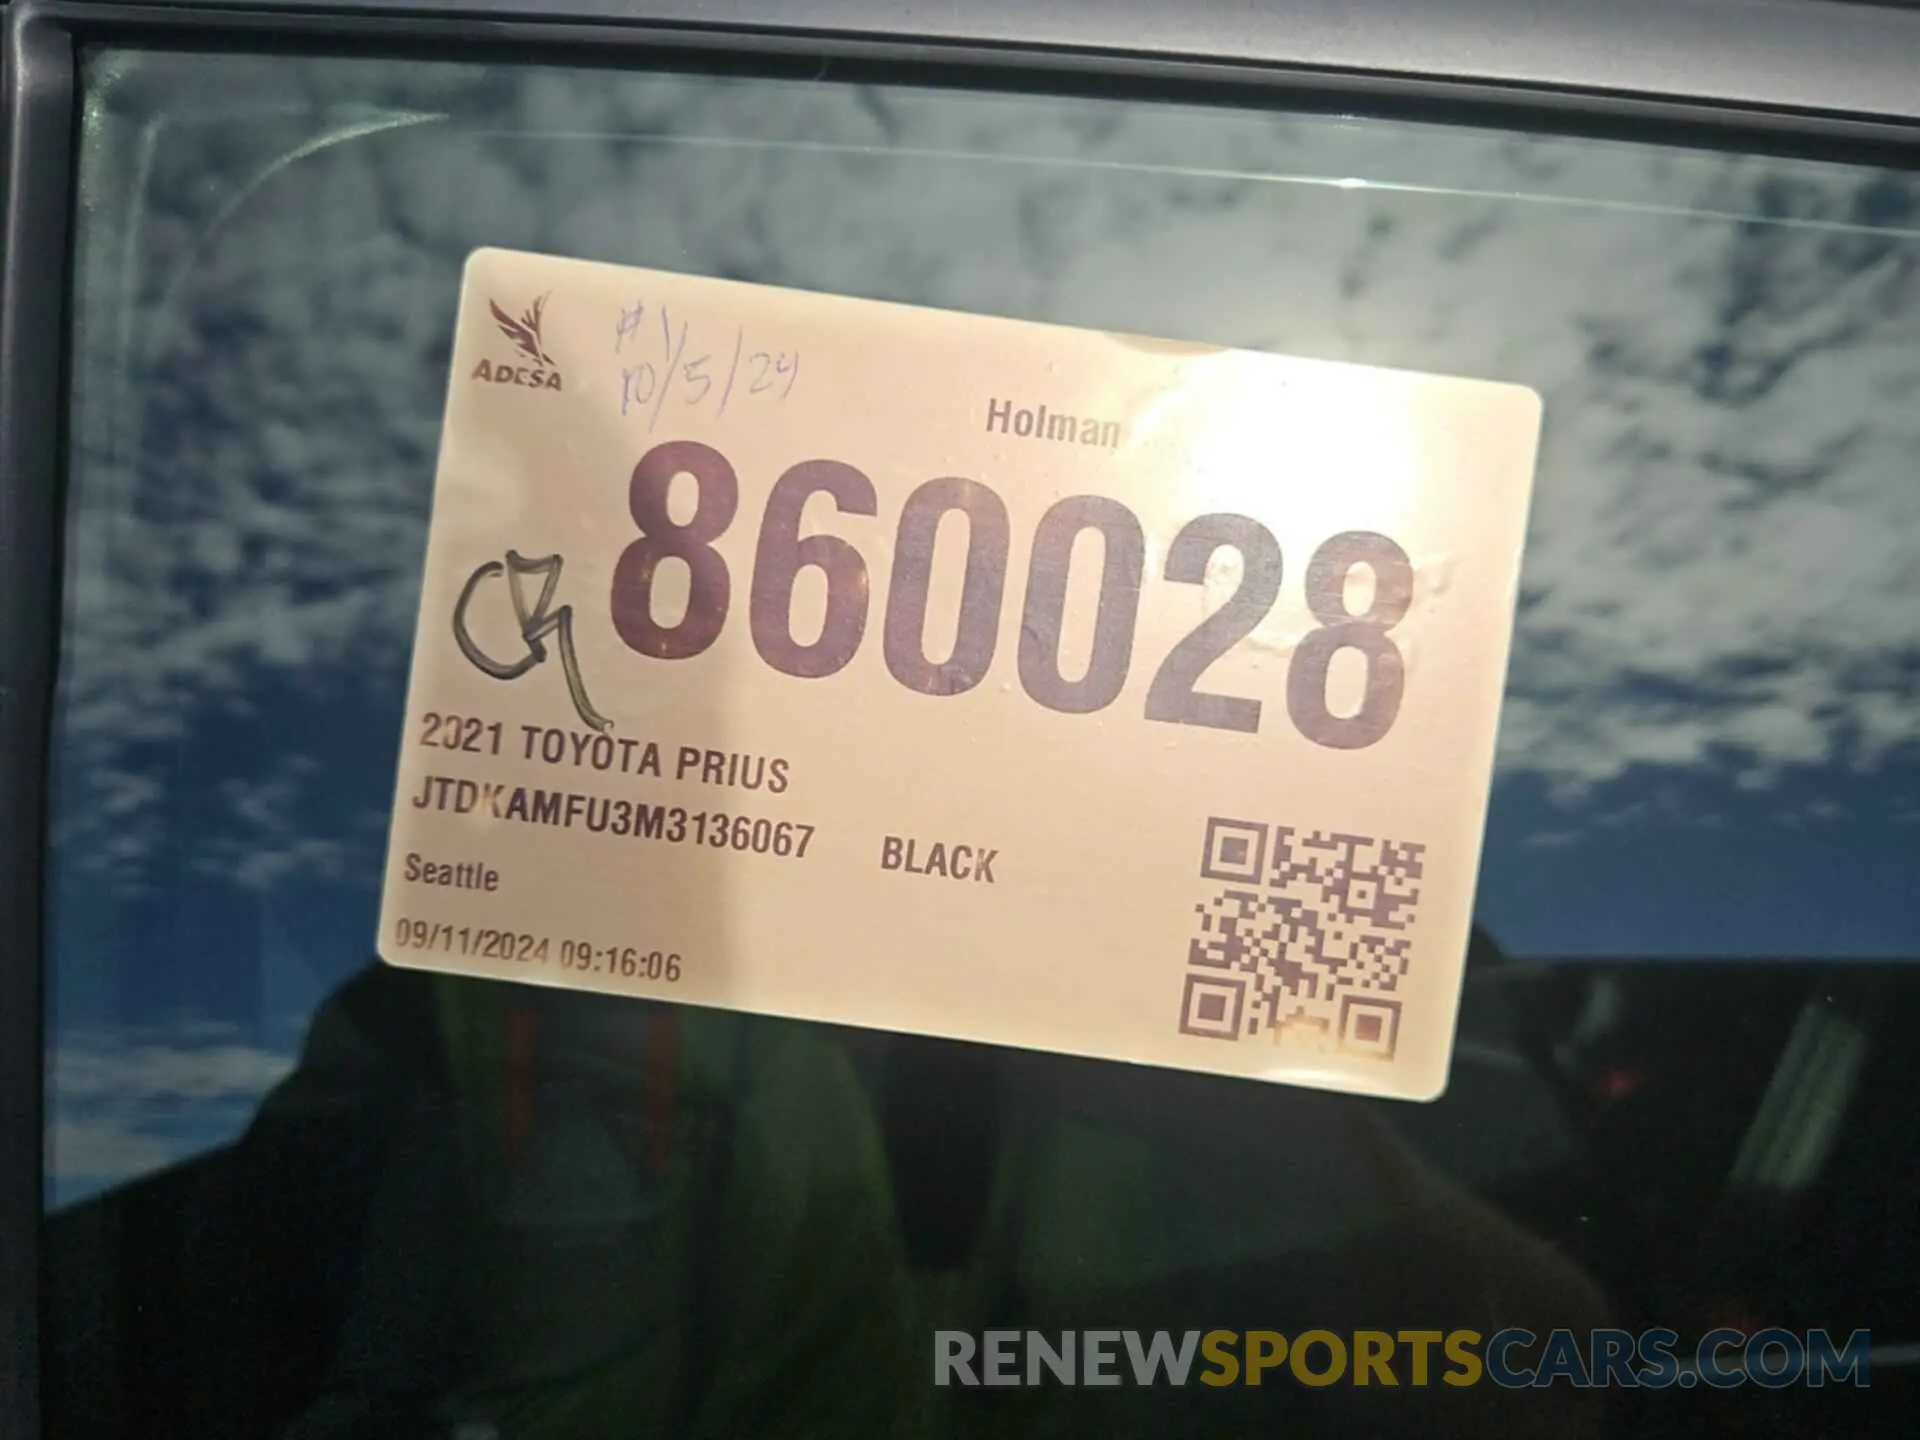 ADESA
# 1
10/5/24
Holman
860028
2021 TOYOTA PRIUS
JTDKAMFU3M3136067 BLACK
Seattle
09/11/2024 09:16:06
RENEWSPORTSCARS.COM